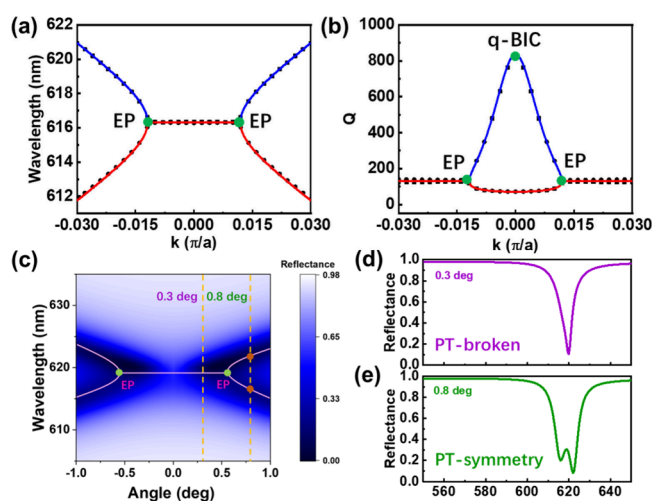 (a)
622
620
618
616
614
612
Wavelength (nm)
EP
EP
-0.030
-0.015
0.000
0.015
0.030
k (π/a)
(b)
1000
800
600
400
200
0
Q
q-BIC
EP
EP
-0.030
-0.015
0.000
0.015
0.030
k (π/a)
(c)
Reflectance
0.98
0.65
0.33
0.00
635
620
605
Wavelength (nm)
0.3 deg
0.8 deg
EP
EP
-1.0
-0.5
0.0
0.5
1.0
Angle (deg)
(d)
1.0
0.8
0.6
0.4
0.2
0.0
Reflectance
0.3 deg
PT-broken
(e)
1.0
0.8
0.6
0.4
0.2
0.0
Reflectance
0.8 deg
PT-symmetry
560
580
600
620
640
Wavelength (nm)